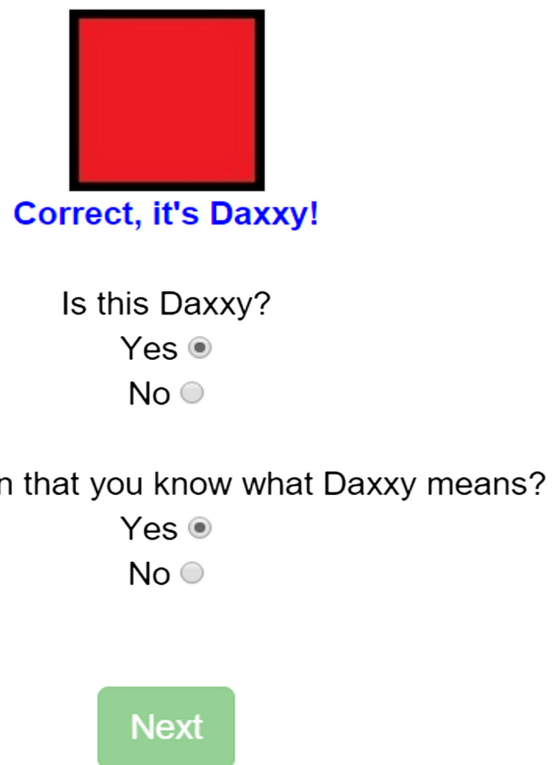 Correct, it's Daxxy!
Is this Daxxy?
Yes
No
that you know what Daxxy means?
Yes
No
Next